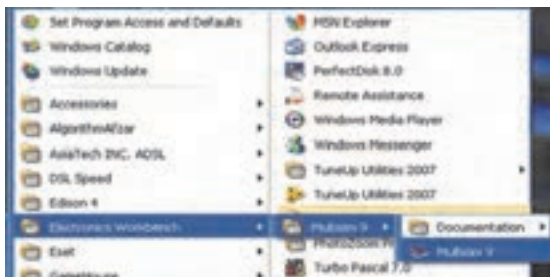 Set Program Access and Defaults
Windows Catalog
Windows Update
Accessories
AlgorithmAfzar
AsiaTech INC. ADSL
DSL Speed
Edison 4
Electronics Workbench
Eset
GameHouse
MSN Explorer
Outlook Express
PerfectDisk 8.0
Remote Assistance
Windows Media Player
Windows Messenger
TuneUp Utilities 2007
TuneUp Utilities 2007
Multisim 9
Turbo Pascal 7.0
Documentation
Multisim 9